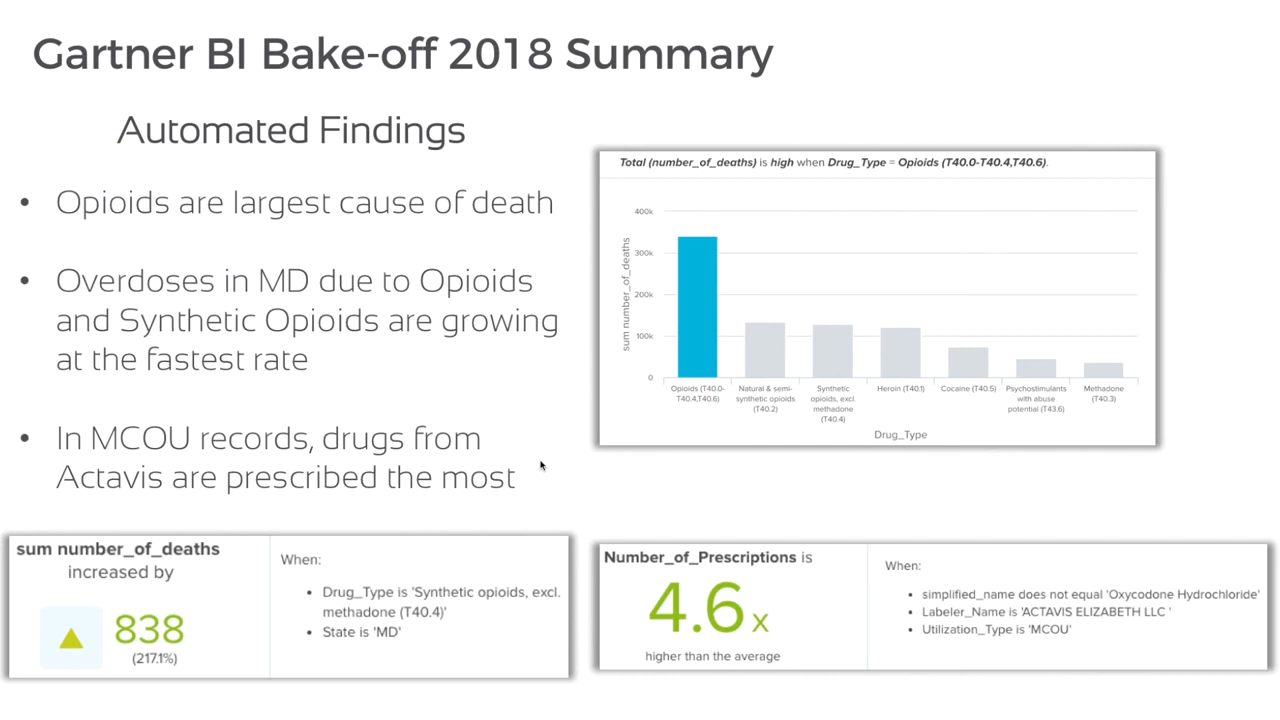 Gartner BI Bake-off 2018 Summary
Automated Findings
• Opioids are largest cause of death
• Overdoses in MD due to Opioids
and Synthetic Opioids are growing
at the fastest rate
• In MCOU records, drugs from
Actavis are prescribed the most
Total (number_of_deaths) is high when Drug_Type = Opioids (T40.0-T40.4,T40.6).
sum number_of_deaths
400k
300k
200k
100k
0
Opioids (T40.0-
T40.4,T40.6)
Natural & semi-
synthetic opioids
(T40.2)
Synthetic
opioids, excl.
methadone
(T40.4)
Heroin (T40.1)
Cocaine (T40.5)
Psychostimulants
with abuse
potential (T43.6)
Methadone
(T40.3)
Drug_Type
sum number_of_deaths
increased by
838
(217.1%)
When:
• Drug_Type is 'Synthetic opioids, excl.
methadone (T40.4)'
• State is 'MD'
Number_of_Prescriptions is
4.6 x
higher than the average
When:
• simplified_name does not equal 'Oxycodone Hydrochloride'
• Labeler_Name is 'ACTAVIS ELIZABETH LLC '
• Utilization_Type is 'MCOU'